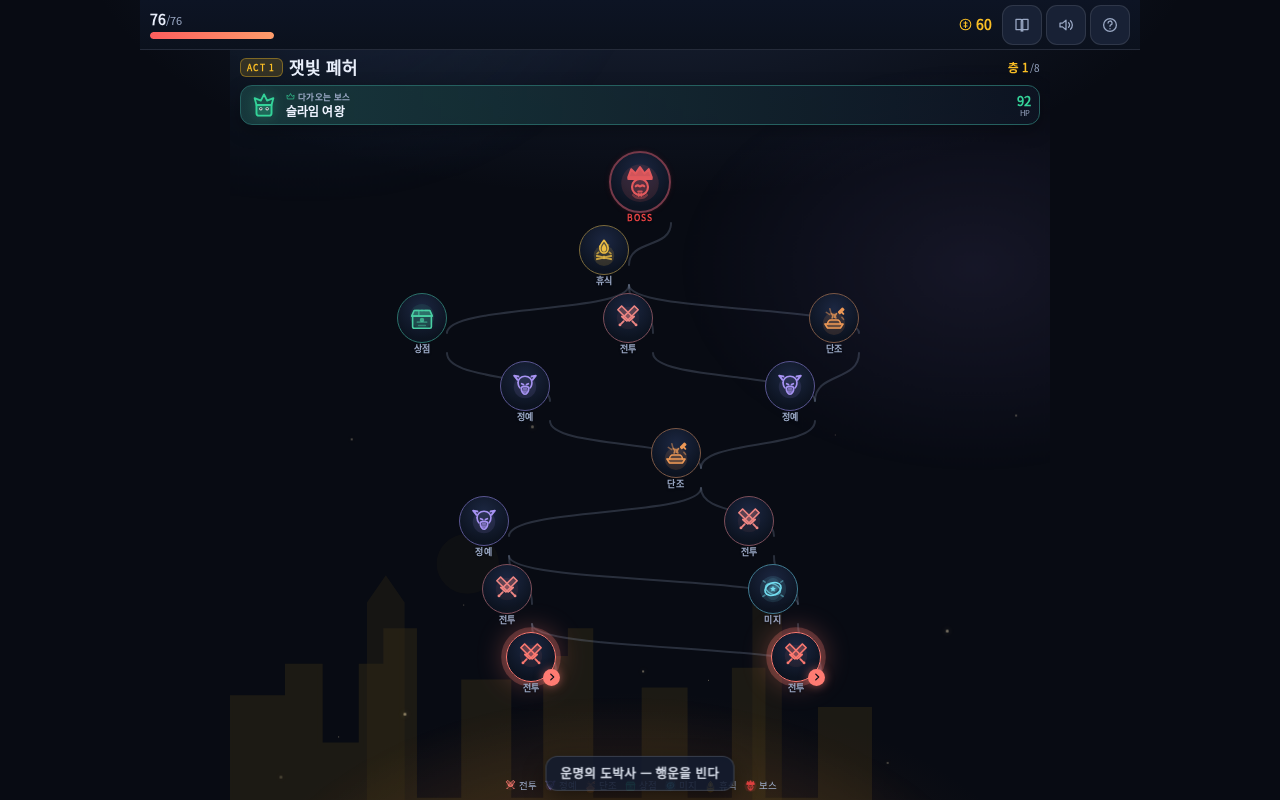 76/76
60
ACT 1 잿빛 폐허
층 1/8
다가오는 보스
슬라임 여왕
92
HP
BOSS
휴식
상점
전투
단조
정예
정예
단조
정예
전투
전투
미지
전투
전투
운명의 도박사 — 행운을 빈다
전투
보스